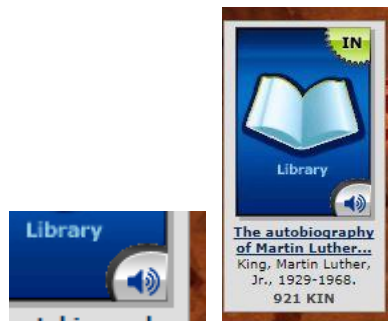 Library
IN
Library
The autobiography
of Martin Luther...
King, Martin Luther,
Jr., 1929-1968.
921 KIN